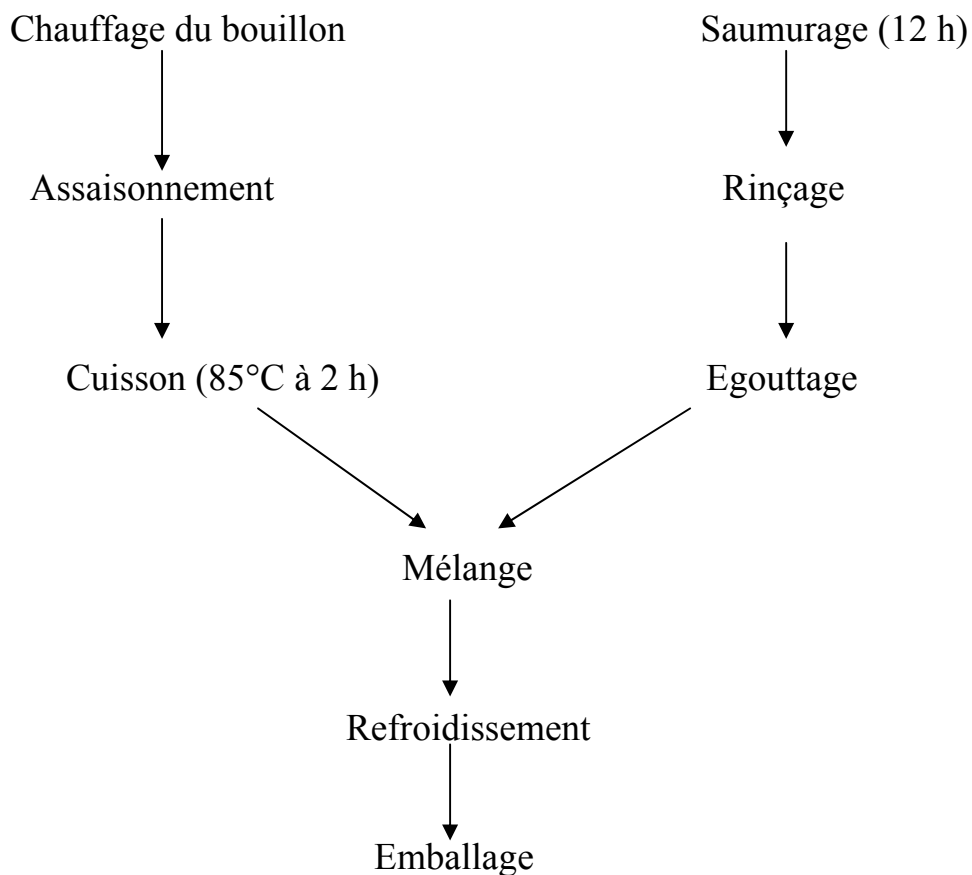 Chauffage du bouillon
Saumurage (12 h)
Assaisonnement
Rinçage
Cuisson (85°C à 2 h)
Egouttage
Mélange
Refroidissement
Emballage